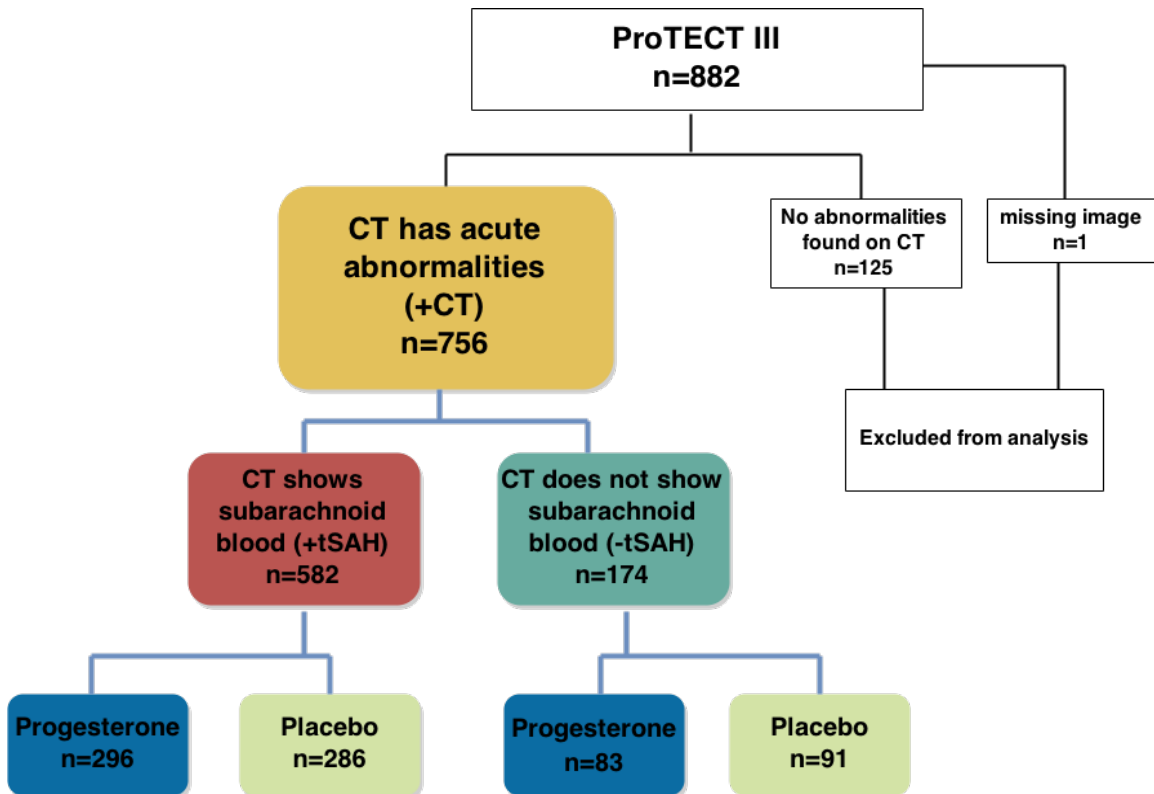 ProTECT III
n=882
CT has acute
abnormalities
(+CT)
n=756
No abnormalities
found on CT
n=125
missing image
n=1
Excluded from analysis
CT shows
subarachnoid
blood (+tSAH)
n=582
CT does not show
subarachnoid
blood (-tSAH)
n=174
Progesterone
n=296
Placebo
n=286
Progesterone
n=83
Placebo
n=91